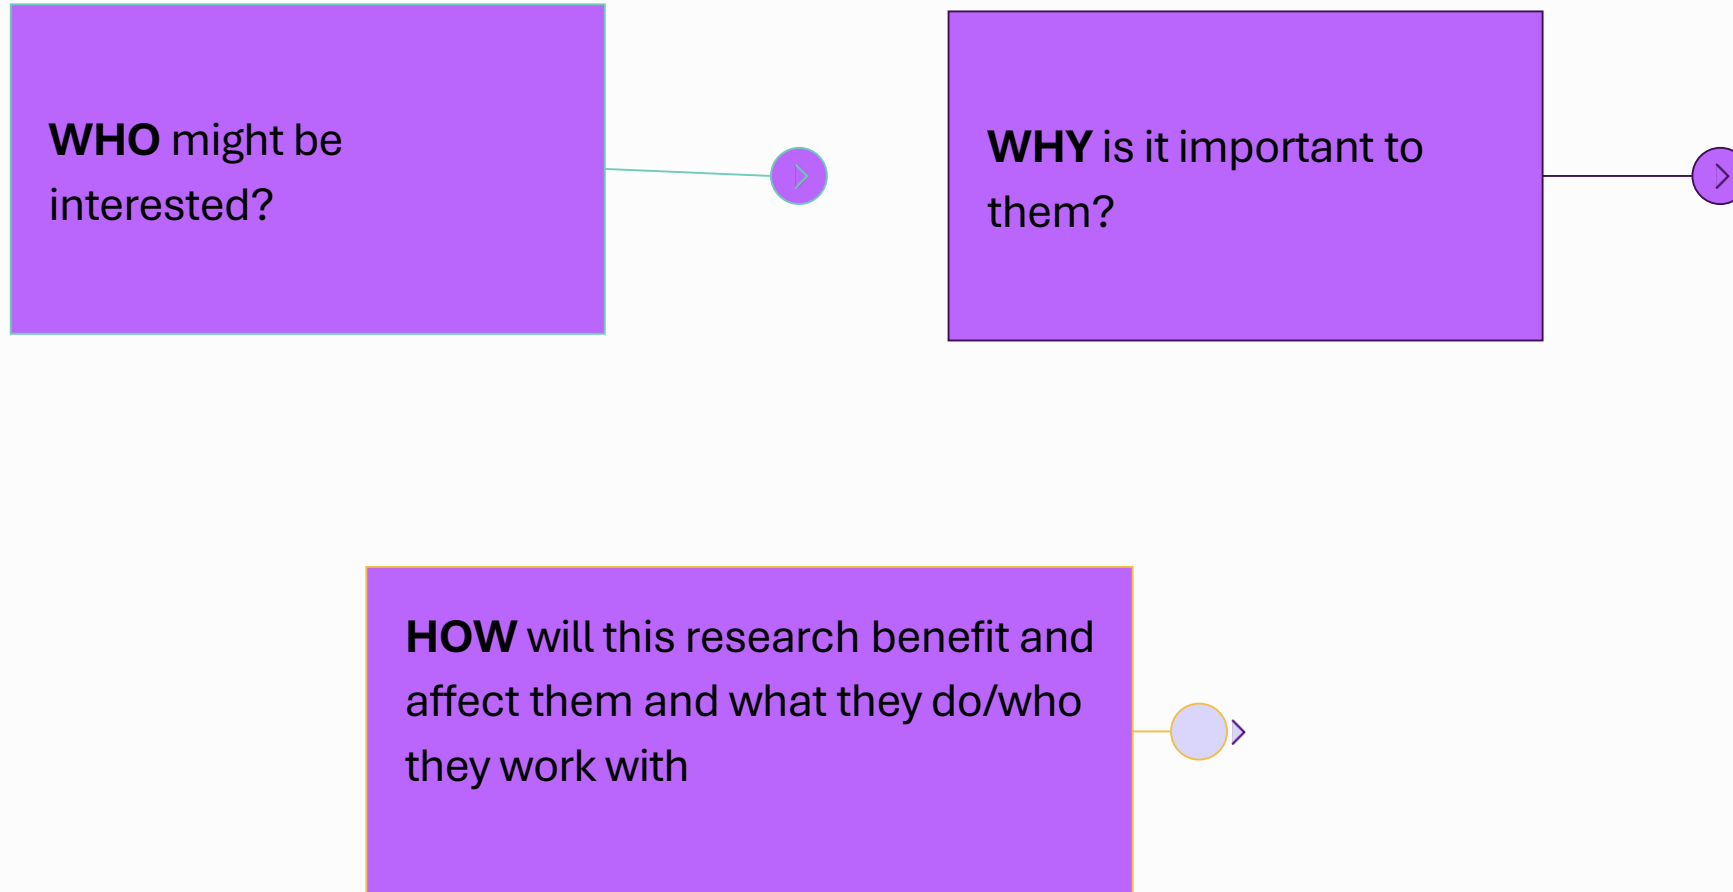 WHO might be
interested?
WHY is it important to
them?
HOW will this research benefit and
affect them and what they do/who
they work with